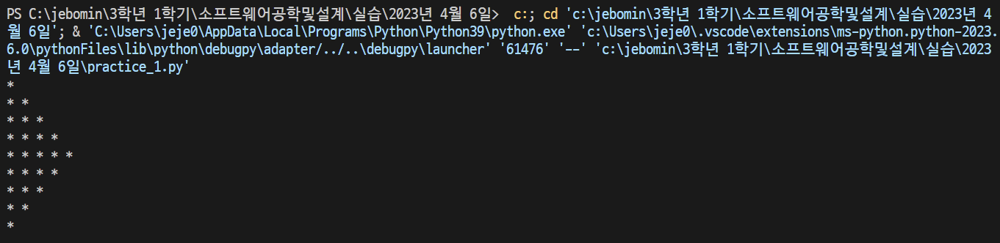 PS C:\jebomin\3학년 1학기\소프트웨어공학및설계\실습\2023년 4월 6일>  c:; cd 'c:\jebomin\3학년 1학기\소프트웨어공학및설계\실습\2023년 4
월 6일'; & 'C:\Users\jeje0\AppData\Local\Programs\Python\Python39\python.exe' 'c:\Users\jeje0\.vscode\extensions\ms-python.python-2023.
6.0\pythonFiles\lib\python\debugpy\adapter/../..\debugpy\launcher' '61476' '--' 'c:\jebomin\3학년 1학기\소프트웨어공학및설계\실습\2023
년 4월 6일\practice_1.py'
*
* *
* * *
* * * *
* * * * *
* * * *
* * *
* *
*